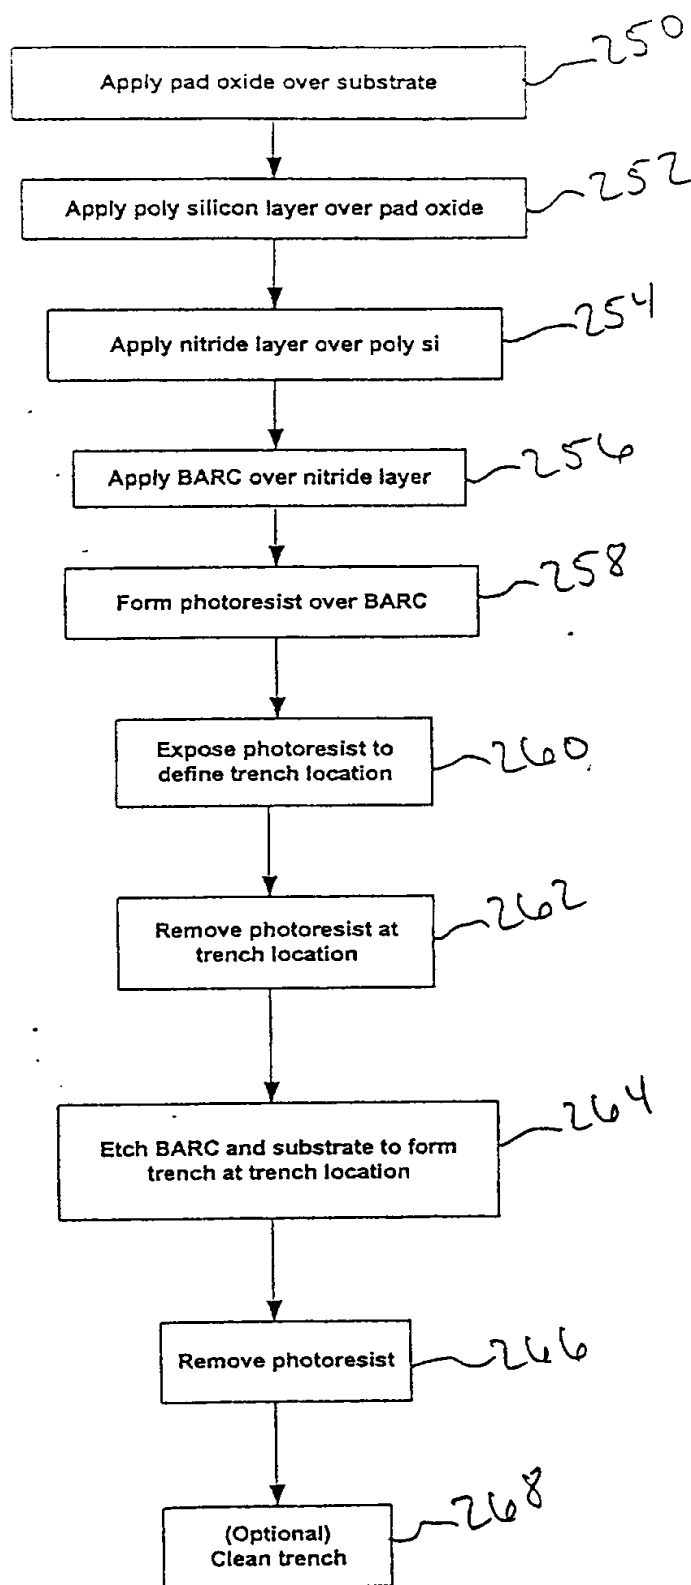 250
Apply pad oxide over substrate
252
Apply poly silicon layer over pad oxide
254
Apply nitride layer over poly si
256
Apply BARC over nitride layer
258
Form photoresist over BARC
260
Expose photoresist to
define trench location
262
Remove photoresist at
trench location
264
Etch BARC and substrate to form
trench at trench location
266
Remove photoresist
268
(Optional)
Clean trench